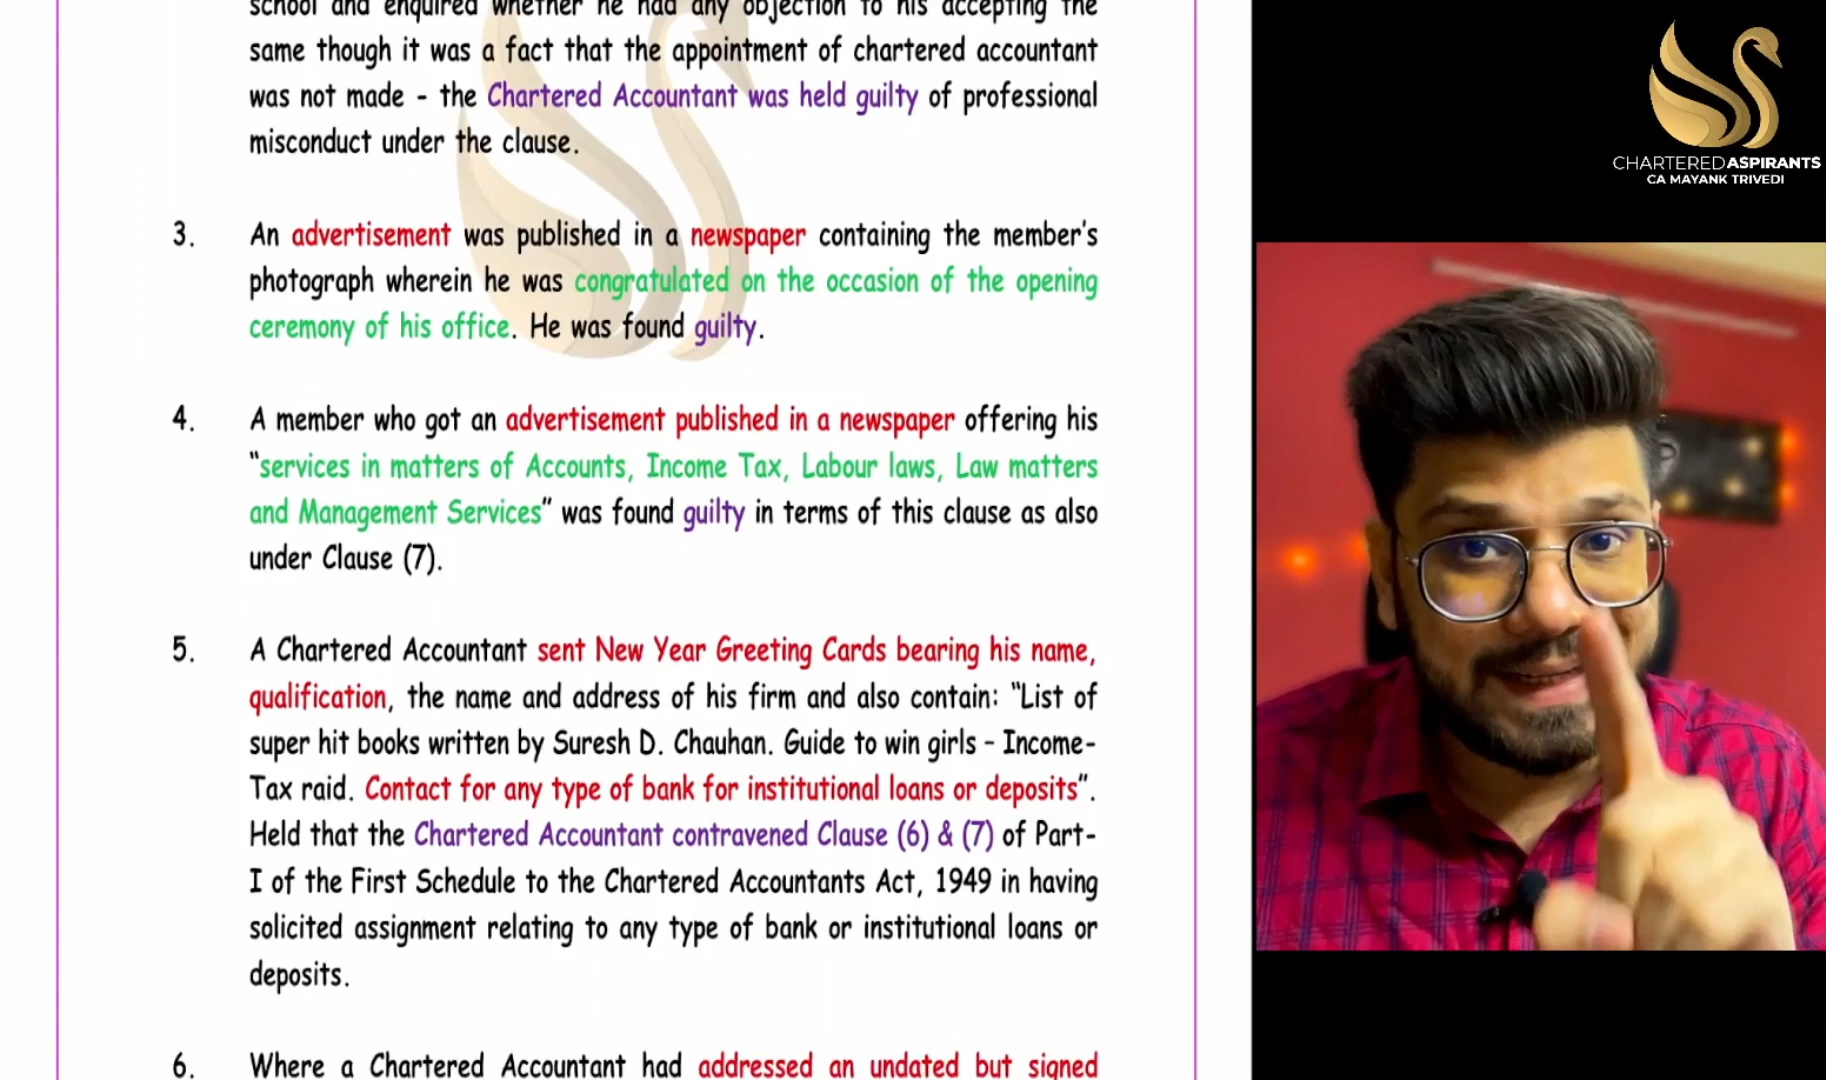 school and enquired whether he had any objection to his accepting the
same though it was a fact that the appointment of chartered accountant
was not made - the Chartered Accountant was held guilty of professional
misconduct under the clause.
3. An advertisement was published in a newspaper containing the member's
photograph wherein he was congratulated on the occasion of the opening
ceremony of his office. He was found guilty.
4. A member who got an advertisement published in a newspaper offering his
"services in matters of Accounts, Income Tax, Labour laws, Law matters
and Management Services" was found guilty in terms of this clause as also
under Clause (7).
5. A Chartered Accountant sent New Year Greeting Cards bearing his name,
qualification, the name and address of his firm and also contain: "List of
super hit books written by Suresh D. Chauhan. Guide to win girls - Income-
Tax raid. Contact for any type of bank for institutional loans or deposits".
Held that the Chartered Accountant contravened Clause (6) & (7) of Part-
I of the First Schedule to the Chartered Accountants Act, 1949 in having
solicited assignment relating to any type of bank or institutional loans or
deposits.
6. Where a Chartered Accountant had addressed an undated but signed
CHARTERED ASPIRANTS
CA MAYANK TRIVEDI